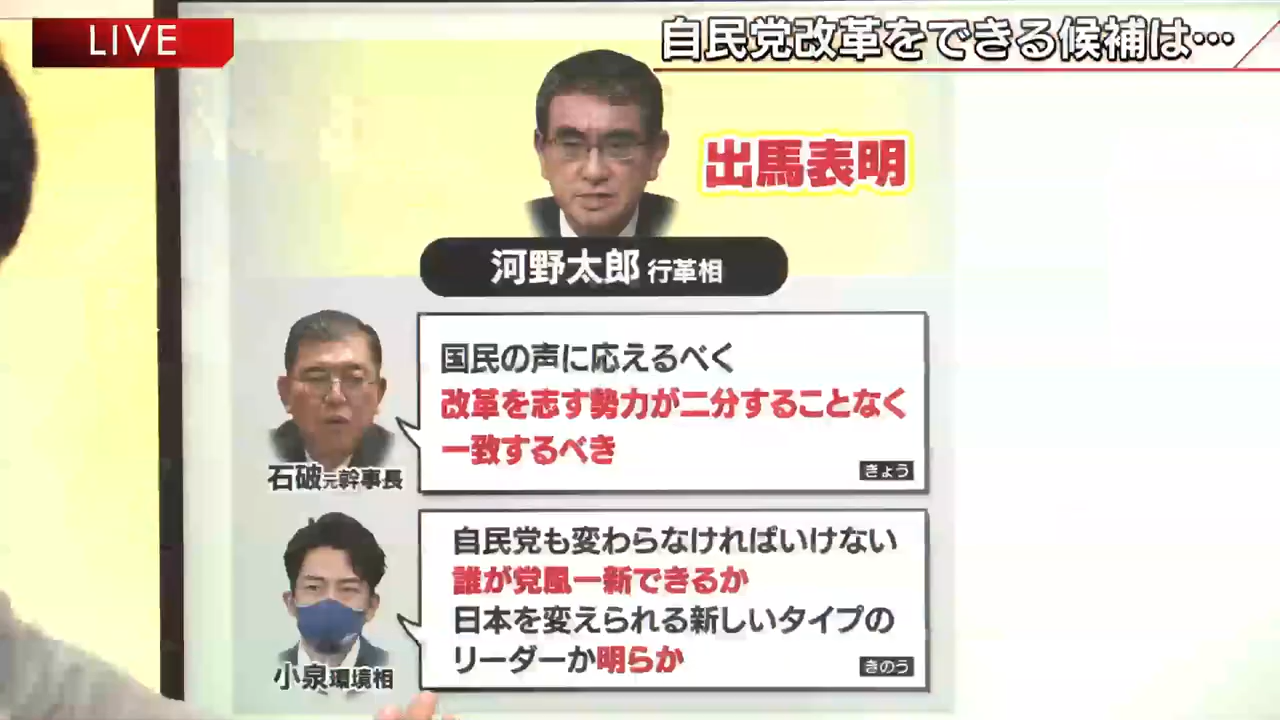 LIVE
自民党改革をできる候補は…
出馬表明
河野太郎 行革相
国民の声に応えるべく
改革を志す勢力が二分することなく
一致するべき
きょう
石破元幹事長
自民党も変わらなければいけない
誰が党風一新できるか
日本を変えられる新しいタイプの
リーダーか明らか
きのう
小泉環境相